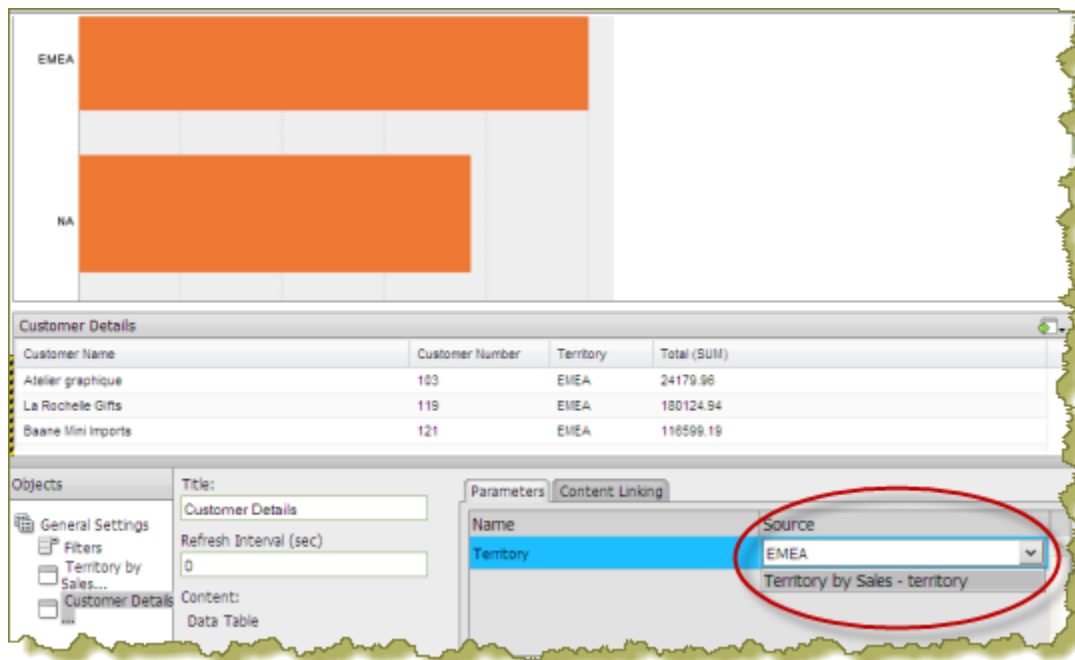 EMEA
NA
Customer Details
Customer Name Customer Number Territory Total (SUM)
Atelier graphique 103 EMEA 24179.96
La Rochelle Gifts 119 EMEA 180124.94
Baane Mini Imports 121 EMEA 116599.19
Objects
General Settings
Filters
Territory by
Sales...
Customer Details
...
Title:
Customer Details
Refresh Interval (sec)
0
Content:
Data Table
Parameters Content Linking
Name Source
Territory EMEA
Territory by Sales - territory